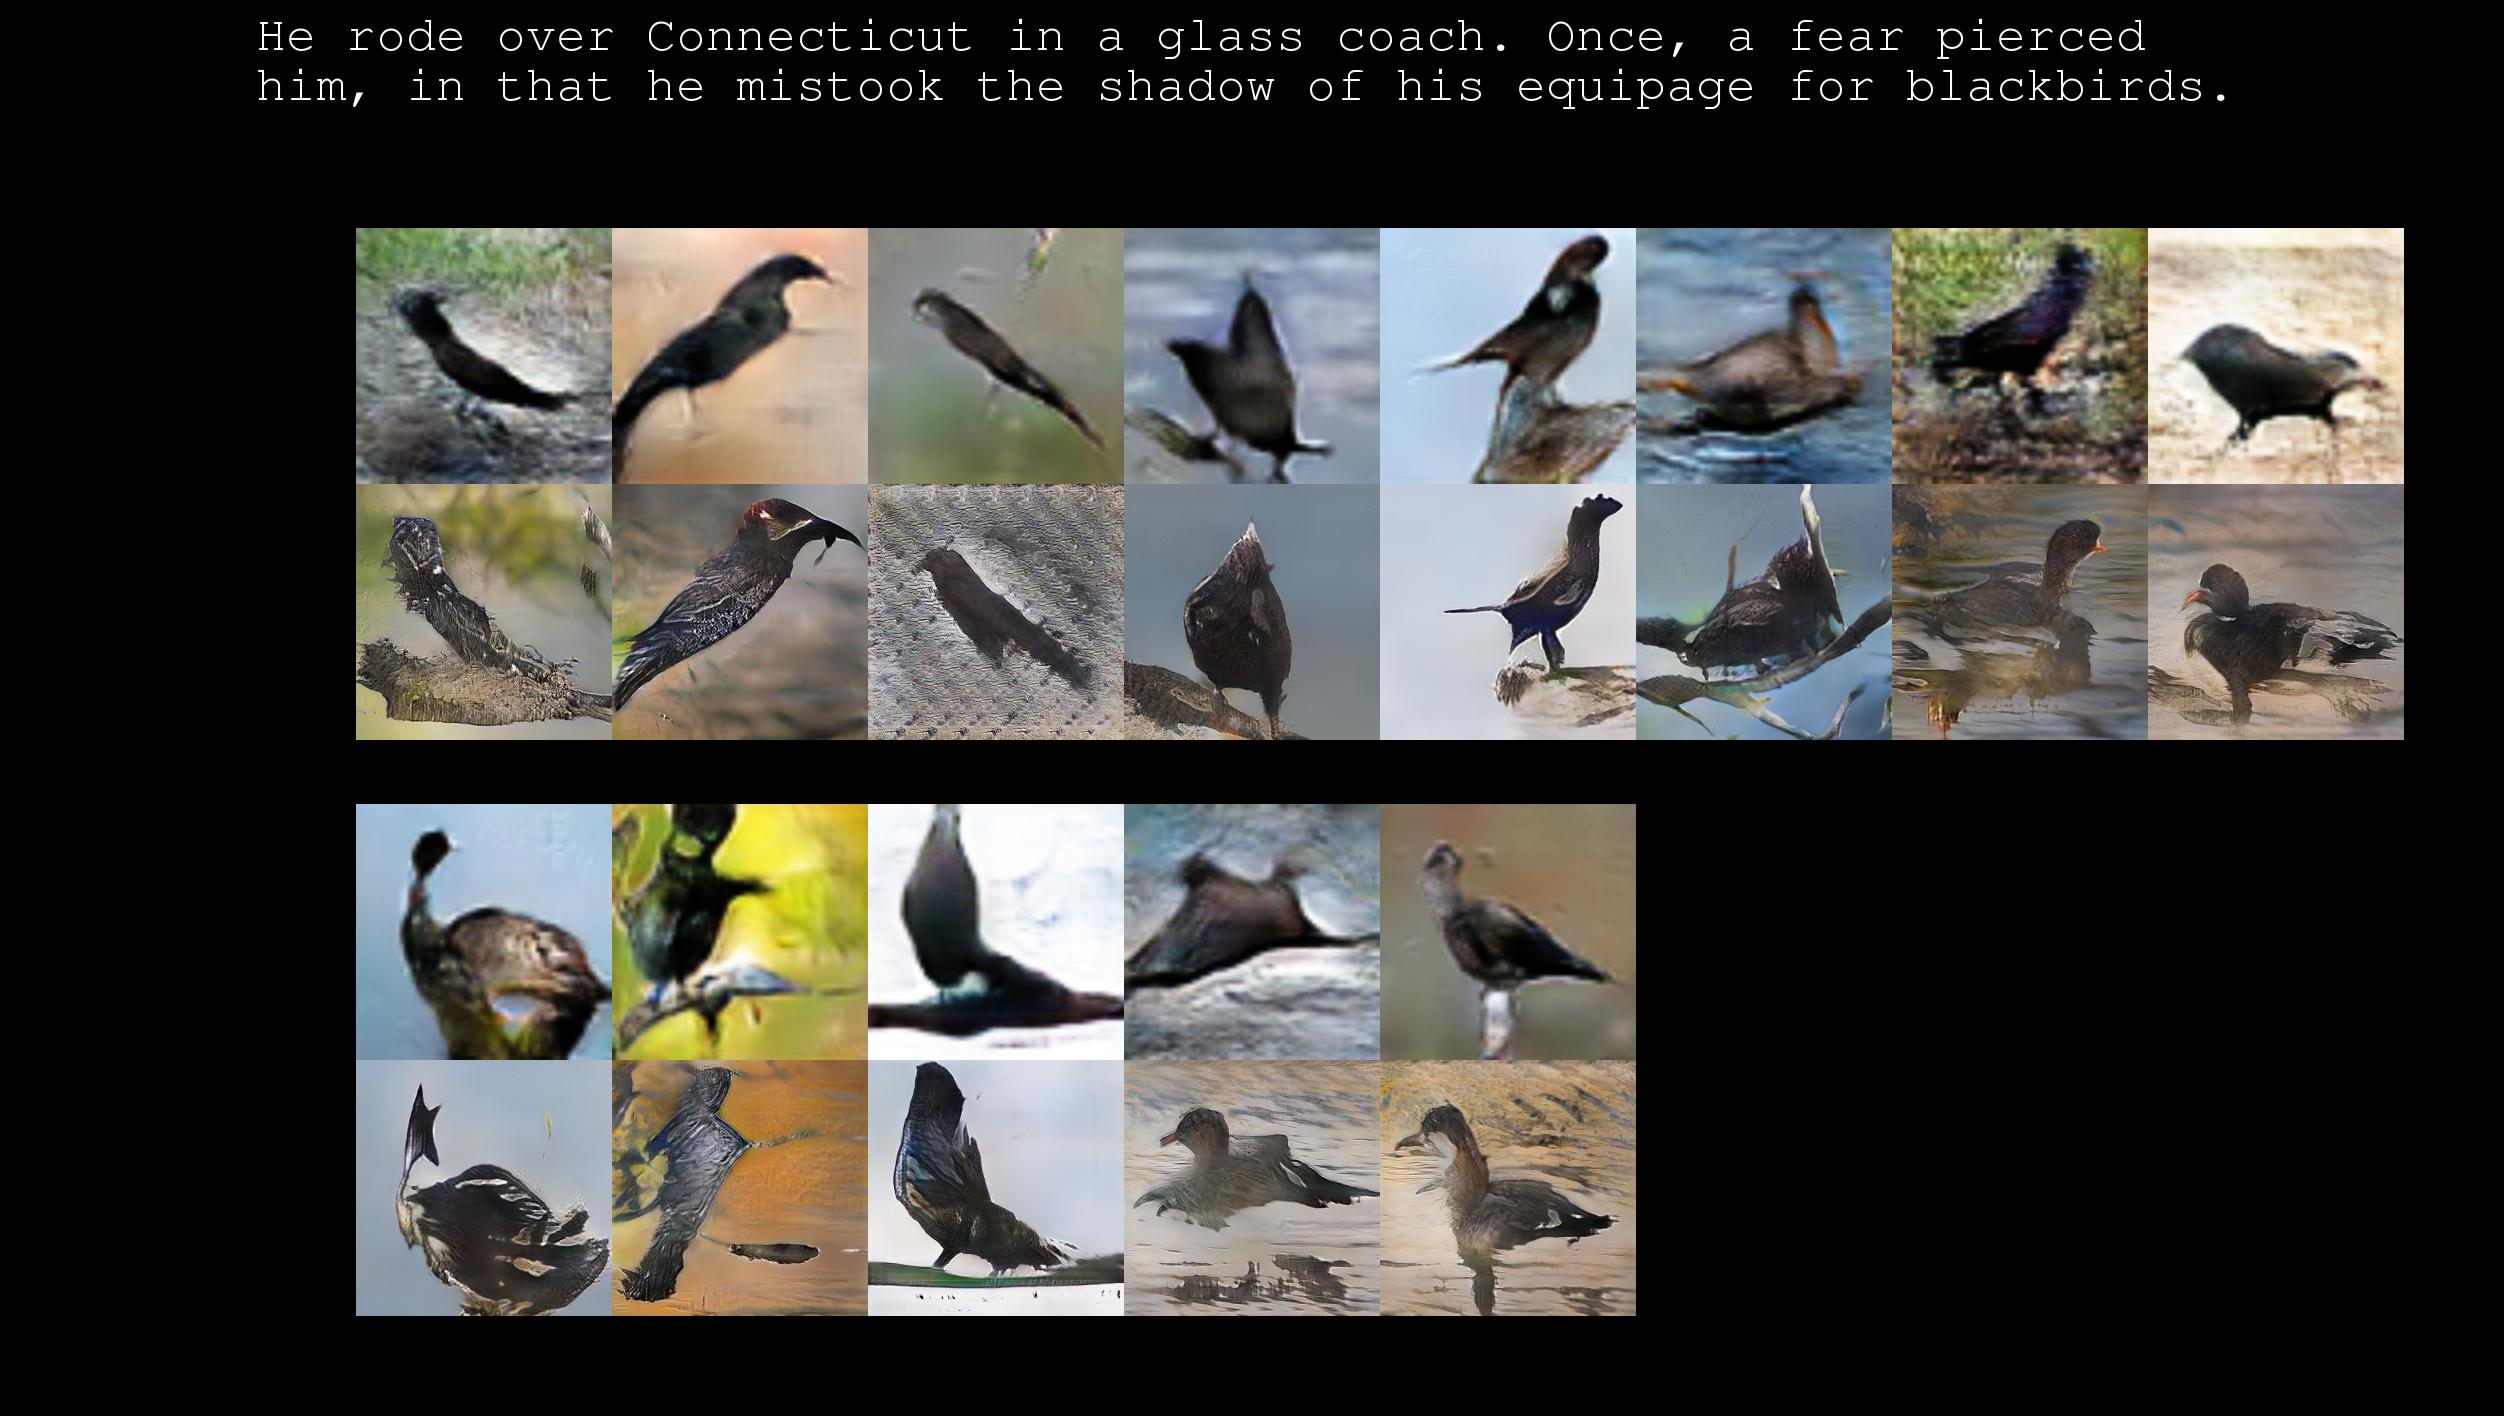 He rode over Connecticut in a glass coach. Once, a fear pierced
him, in that he mistook the shadow of his equipage for blackbirds.